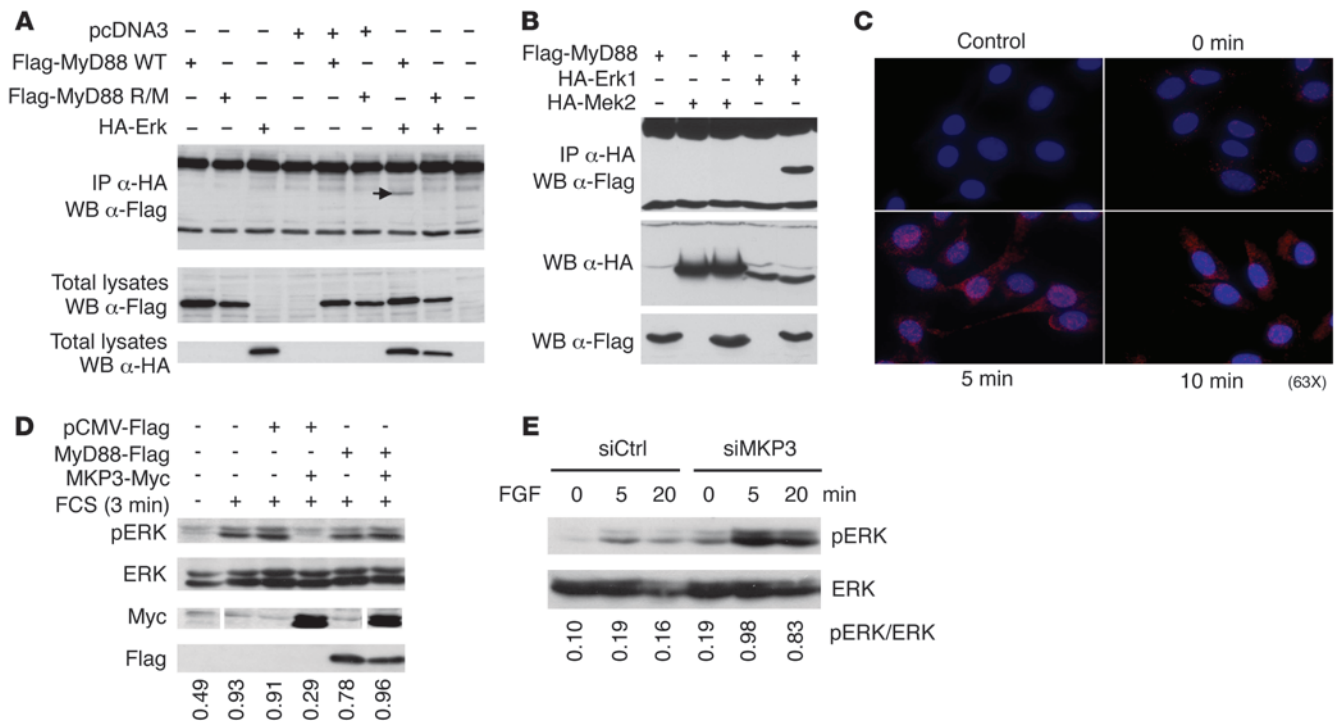 A
pcDNA3 – – – + + + – – –
Flag-MyD88 WT + – – – + – + – –
Flag-MyD88 R/M – + – – – + – + –
HA-Erk – – + – – – + + –
IP α-HA
WB α-Flag
Total lysates
WB α-Flag
Total lysates
WB α-HA
B
Flag-MyD88 + – + – +
HA-Erk1 – – – + +
HA-Mek2 – + + – –
IP α-HA
WB α-Flag
WB α-HA
WB α-Flag
C
Control 0 min
5 min 10 min (63X)
D
pCMV-Flag - - + + - -
MyD88-Flag - - - - + +
MKP3-Myc - - - + - +
FCS (3 min) - + + + + +
pERK
ERK
Myc
Flag
0.49 0.93 0.91 0.29 0.78 0.96
E
siCtrl siMKP3
FGF 0 5 20 0 5 20 min
pERK
ERK
0.10 0.19 0.16 0.19 0.98 0.83 pERK/ERK